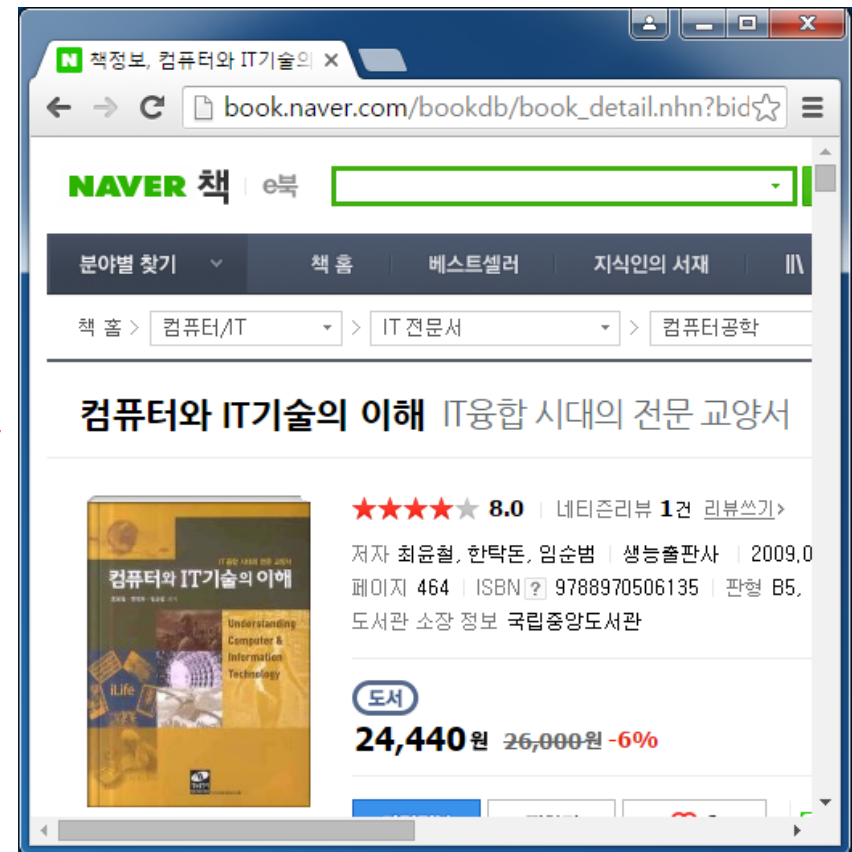 책정보, 컴퓨터와 IT기술의
book.naver.com/bookdb/book_detail.nhn?bid
NAVER 책 e북
분야별 찾기 책 홈 베스트셀러 지식인의 서재
책 홈 > 컴퓨터/IT > IT 전문서 > 컴퓨터공학
컴퓨터와 IT기술의 이해 IT융합 시대의 전문 교양서
8.0 네티즌리뷰 1건 리뷰쓰기>
저자 최윤철, 한탁돈, 임순범 | 생능출판사 | 2009.0
페이지 464 | ISBN ? 9788970506135 | 판형 B5,
도서관 소장 정보 국립중앙도서관
도서
24,440원 26,000원 -6%
IT 융합 시대의 전문 교양서
컴퓨터와 IT기술의 이해
Understanding
Computer &
Information
Technology
iLife